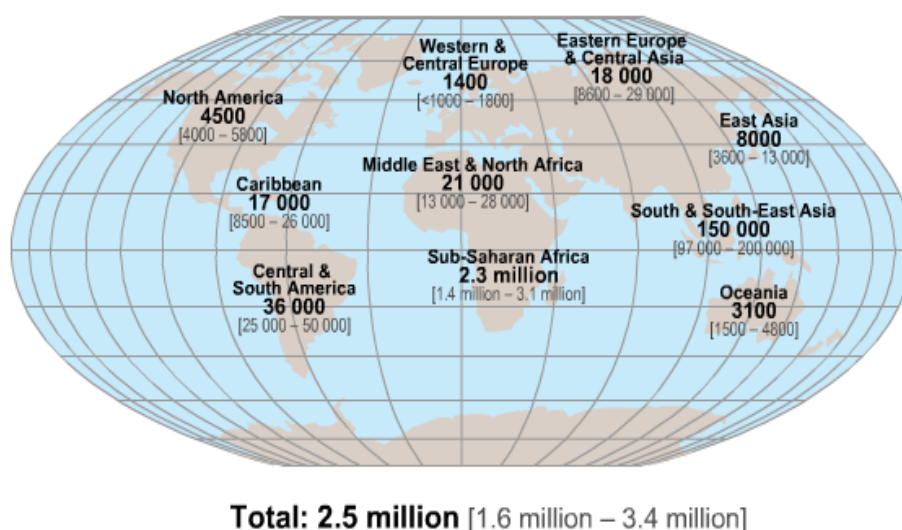 Western &
Central Europe
1400
[<1000 – 1800]
Eastern Europe
& Central Asia
18 000
[8600 – 29 000]
North America
4500
[4000 – 5800]
East Asia
8000
[3600 – 13 000]
Middle East & North Africa
21 000
[13 000 – 28 000]
Caribbean
17 000
[8500 – 26 000]
South & South-East Asia
150 000
[97 000 – 200 000]
Sub-Saharan Africa
2.3 million
[1.4 million – 3.1 million]
Central &
South America
36 000
[25 000 – 50 000]
Oceania
3100
[1500 – 4800]
Total: 2.5 million [1.6 million – 3.4 million]